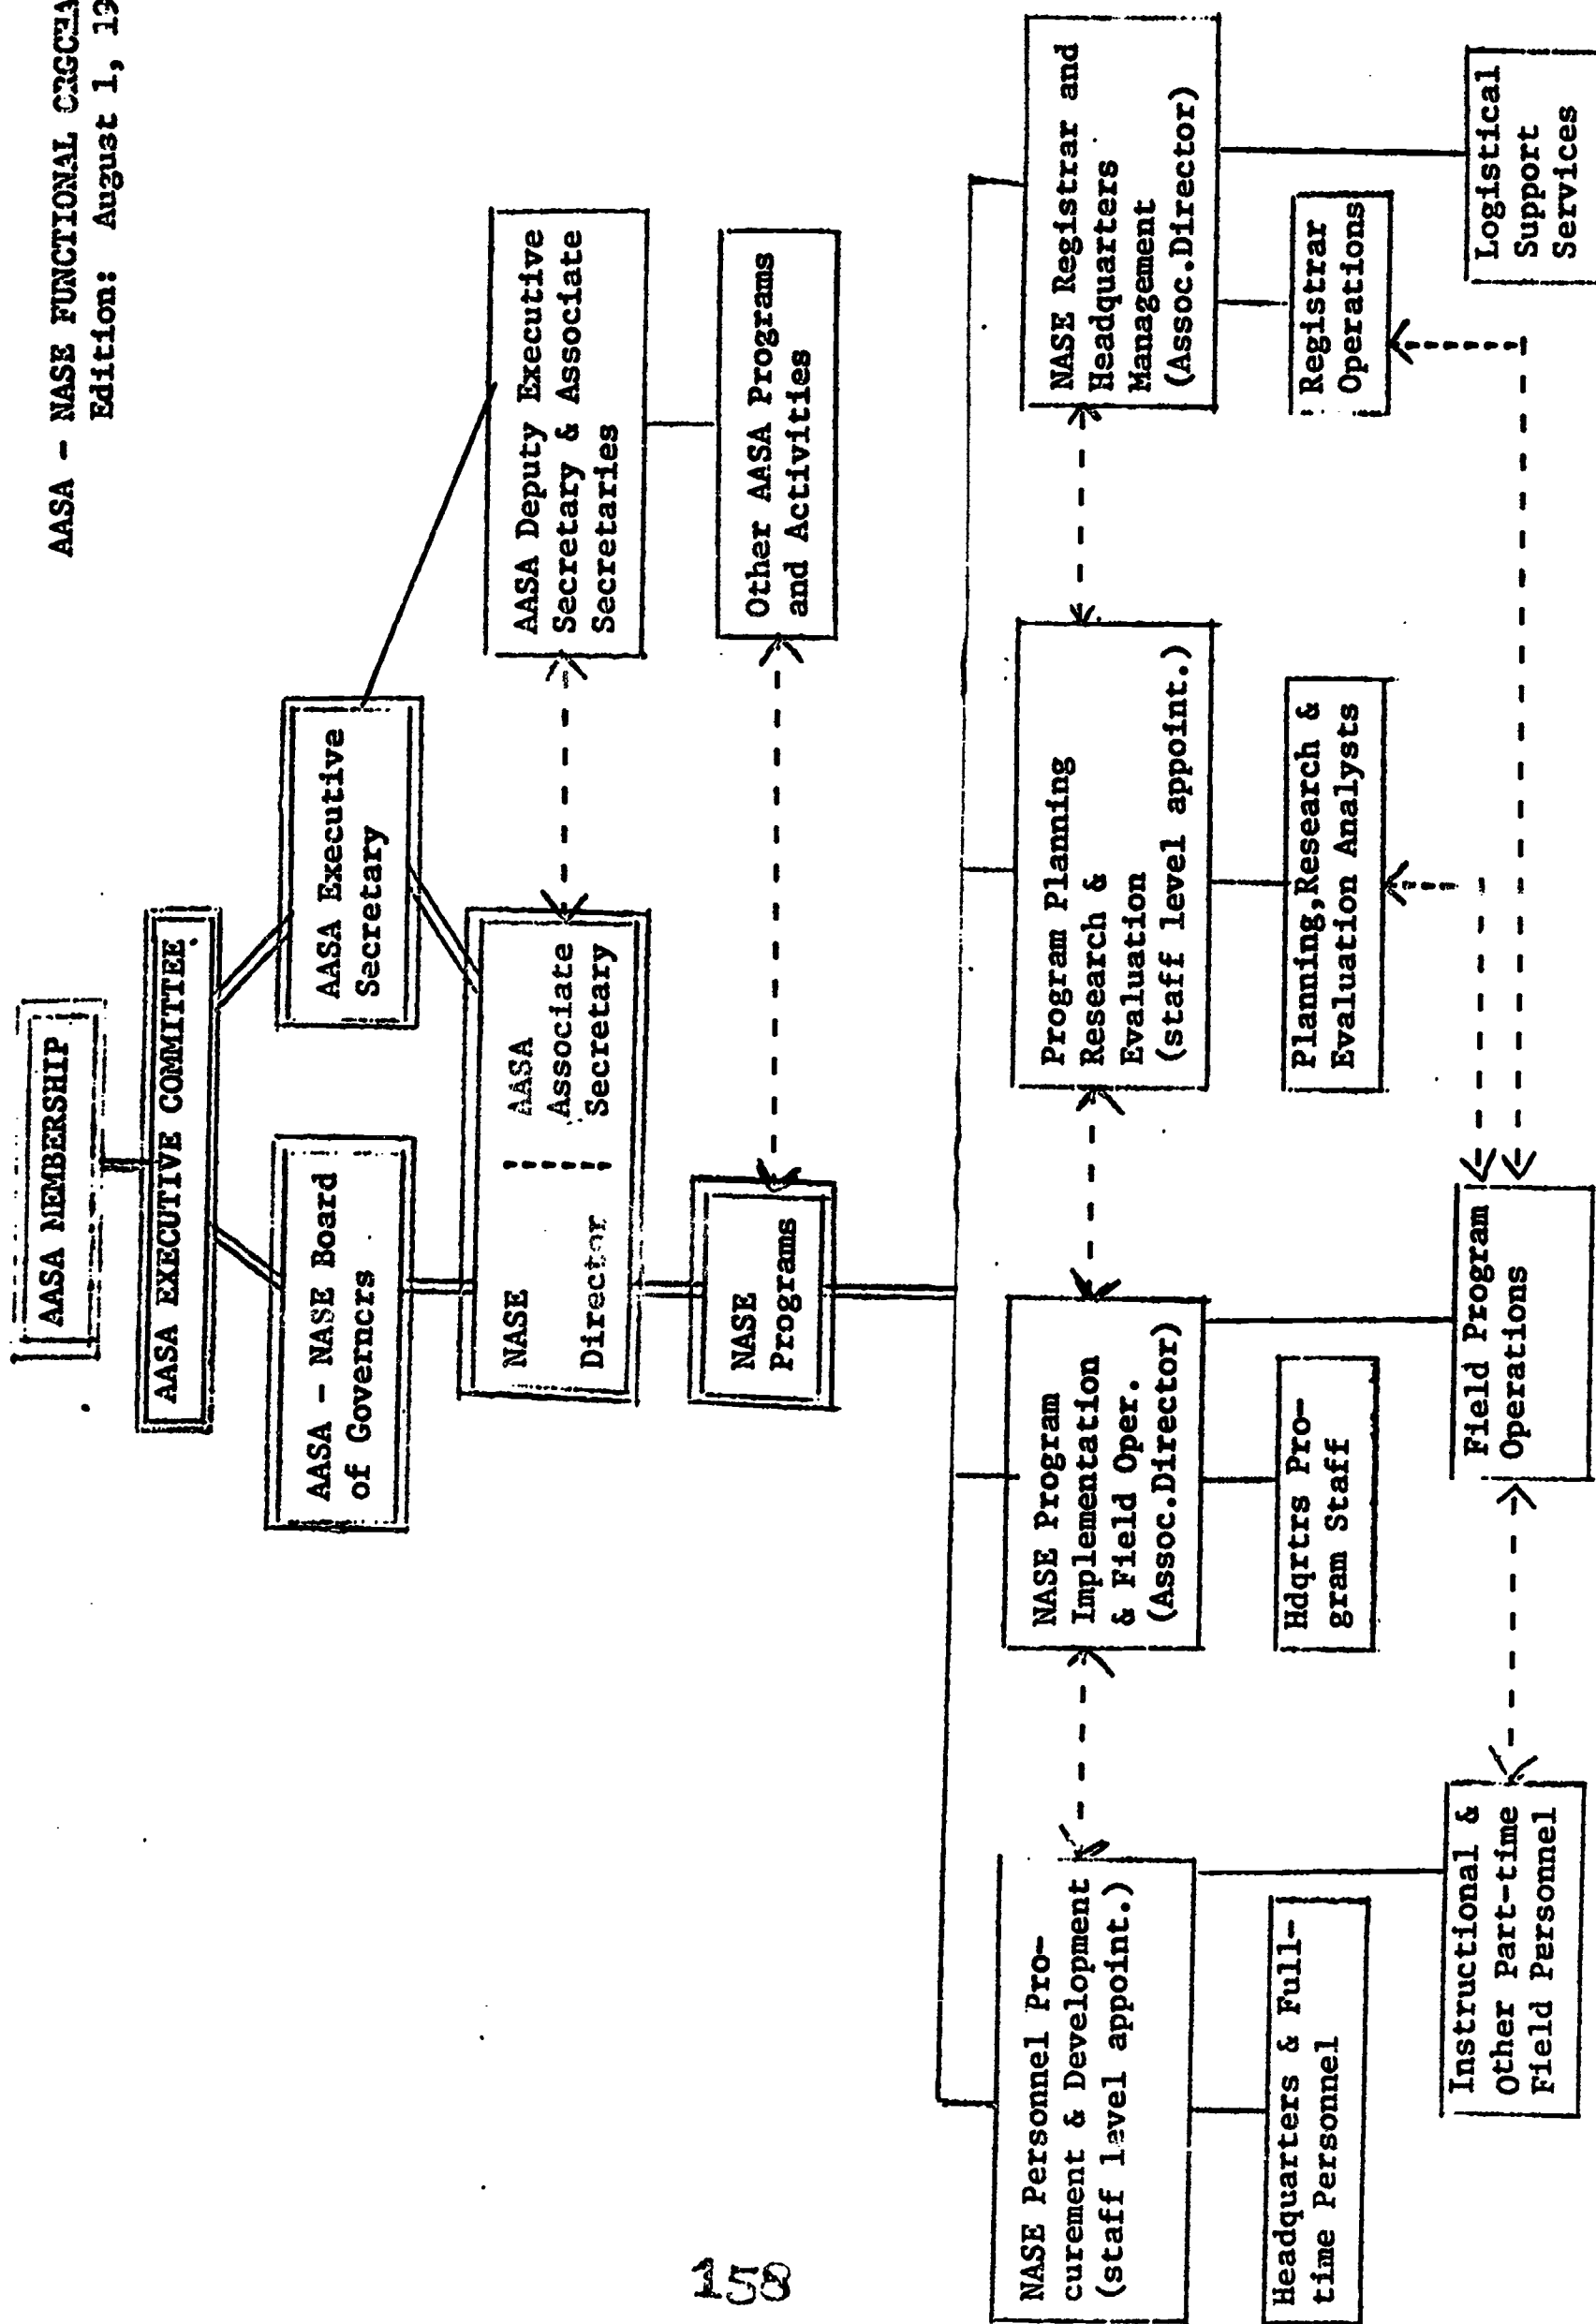 AASA - NASE FUNCTIONAL
Edition: August 1, 19
AASA MEMBERSHIP
AASA EXECUTIVE COMMITTEE
AASA - NASE Board
of Governors
AASA Executive
Secretary
NASE
Director
AASA
Associate
Secretary
AASA Deputy Executive
Secretary & Associate
Secretaries
NASE
Programs
Other AASA Programs
and Activities
NASE Personnel Pro-
curement & Development
(staff level appoint.)
NASE Program
Implementation
& Field Oper.
(Assoc.Director)
Program Planning
Research &
Evaluation
(staff level appoint.)
NASE Registrar and
Headquarters
Management
(Assoc.Director)
Headquarters & Full-
time Personnel
Hdqrtrs Pro-
gram Staff
Planning,Research &
Evaluation Analysts
Registrar
Operations
Instructional &
Other Part-time
Field Personnel
Field Program
Operations
Logistical
Support
Services
158